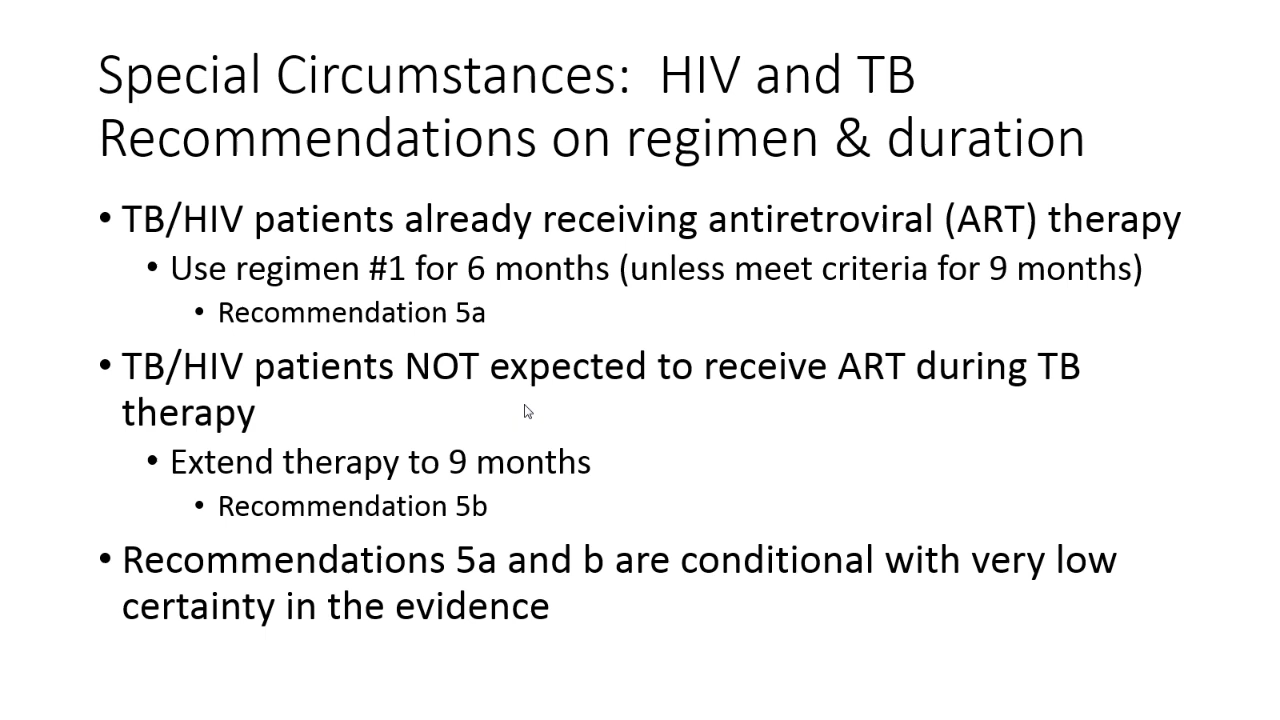 Special Circumstances:  HIV and TB
Recommendations on regimen & duration
• TB/HIV patients already receiving antiretroviral (ART) therapy
• Use regimen #1 for 6 months (unless meet criteria for 9 months)
• Recommendation 5a
• TB/HIV patients NOT expected to receive ART during TB
therapy
• Extend therapy to 9 months
• Recommendation 5b
• Recommendations 5a and b are conditional with very low
certainty in the evidence